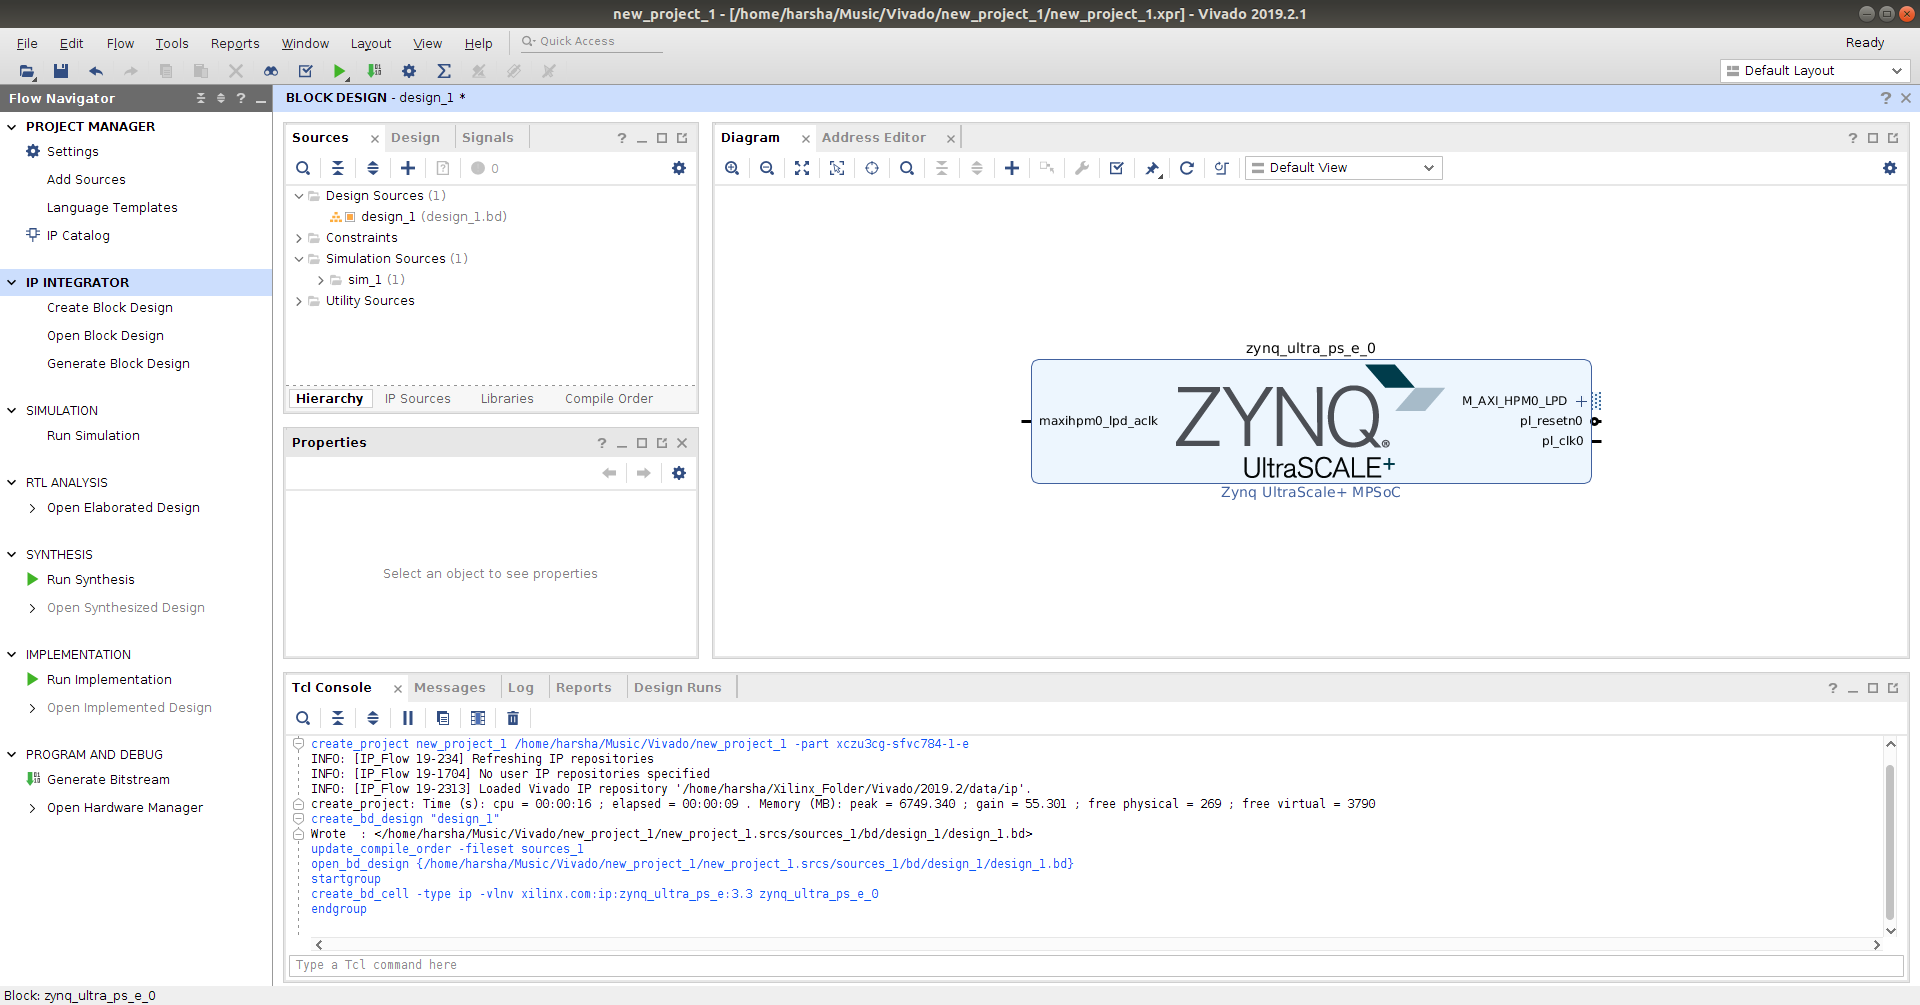 new_project_1 - [/home/harsha/Music/Vivado/new_project_1/new_project_1.xpr] - Vivado 2019.2.1
File Edit Flow Tools Reports Window Layout View Help Quick Access Ready
Default Layout
Flow Navigator
PROJECT MANAGER
Settings
Add Sources
Language Templates
IP Catalog
IP INTEGRATOR
Create Block Design
Open Block Design
Generate Block Design
SIMULATION
Run Simulation
RTL ANALYSIS
Open Elaborated Design
SYNTHESIS
Run Synthesis
Open Synthesized Design
IMPLEMENTATION
Run Implementation
Open Implemented Design
PROGRAM AND DEBUG
Generate Bitstream
Open Hardware Manager
BLOCK DESIGN - design_1 *
Sources Design Signals
0
Design Sources (1)
design_1 (design_1.bd)
Constraints
Simulation Sources (1)
sim_1 (1)
Utility Sources
Hierarchy IP Sources Libraries Compile Order
Properties
Select an object to see properties
Diagram Address Editor
Default View
zynq_ultra_ps_e_0
maxihpm0_lpd_aclk
ZYNQ®
UltraSCALE+
M_AXI_HPM0_LPD
pl_resetn0
pl_clk0
Zynq UltraScale+ MPSoC
Tcl Console Messages Log Reports Design Runs
create_project new_project_1 /home/harsha/Music/Vivado/new_project_1 -part xczu3cg-sfvc784-1-e
INFO: [IP_Flow 19-234] Refreshing IP repositories
INFO: [IP_Flow 19-1704] No user IP repositories specified
INFO: [IP_Flow 19-2313] Loaded Vivado IP repository '/home/harsha/Xilinx_Folder/Vivado/2019.2/data/ip'.
create_project: Time (s): cpu = 00:00:16 ; elapsed = 00:00:09 . Memory (MB): peak = 6749.340 ; gain = 55.301 ; free physical = 269 ; free virtual = 3790
create_bd_design "design_1"
Wrote  : </home/harsha/Music/Vivado/new_project_1/new_project_1.srcs/sources_1/bd/design_1/design_1.bd>
update_compile_order -fileset sources_1
open_bd_design {/home/harsha/Music/Vivado/new_project_1/new_project_1.srcs/sources_1/bd/design_1/design_1.bd}
startgroup
create_bd_cell -type ip -vlnv xilinx.com:ip:zynq_ultra_ps_e:3.3 zynq_ultra_ps_e_0
endgroup
Type a Tcl command here
Block: zynq_ultra_ps_e_0